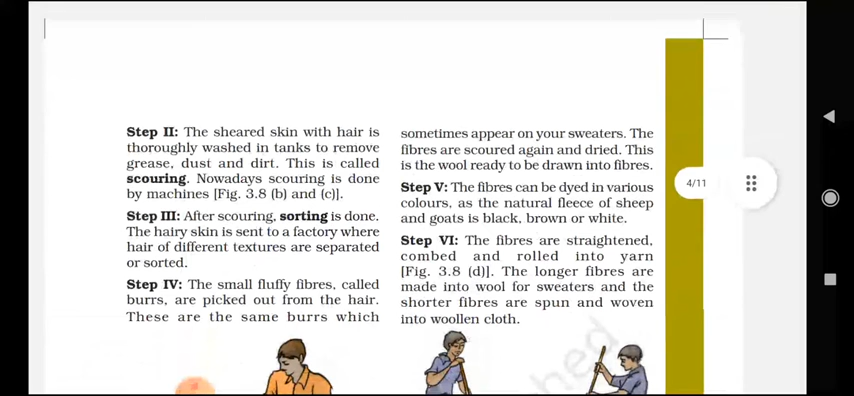 Step II: The sheared skin with hair is
thoroughly washed in tanks to remove
grease, dust and dirt. This is called
scouring. Nowadays scouring is done
by machines [Fig. 3.8 (b) and (c)].
Step III: After scouring, sorting is done.
The hairy skin is sent to a factory where
hair of different textures are separated
or sorted.
Step IV: The small fluffy fibres, called
burrs, are picked out from the hair.
These are the same burrs which
sometimes appear on your sweaters. The
fibres are scoured again and dried. This
is the wool ready to be drawn into fibres.
Step V: The fibres can be dyed in various
colours, as the natural fleece of sheep
and goats is black, brown or white.
Step VI: The fibres are straightened,
combed and rolled into yarn
[Fig. 3.8 (d)]. The longer fibres are
made into wool for sweaters and the
shorter fibres are spun and woven
into woollen cloth.
4/11